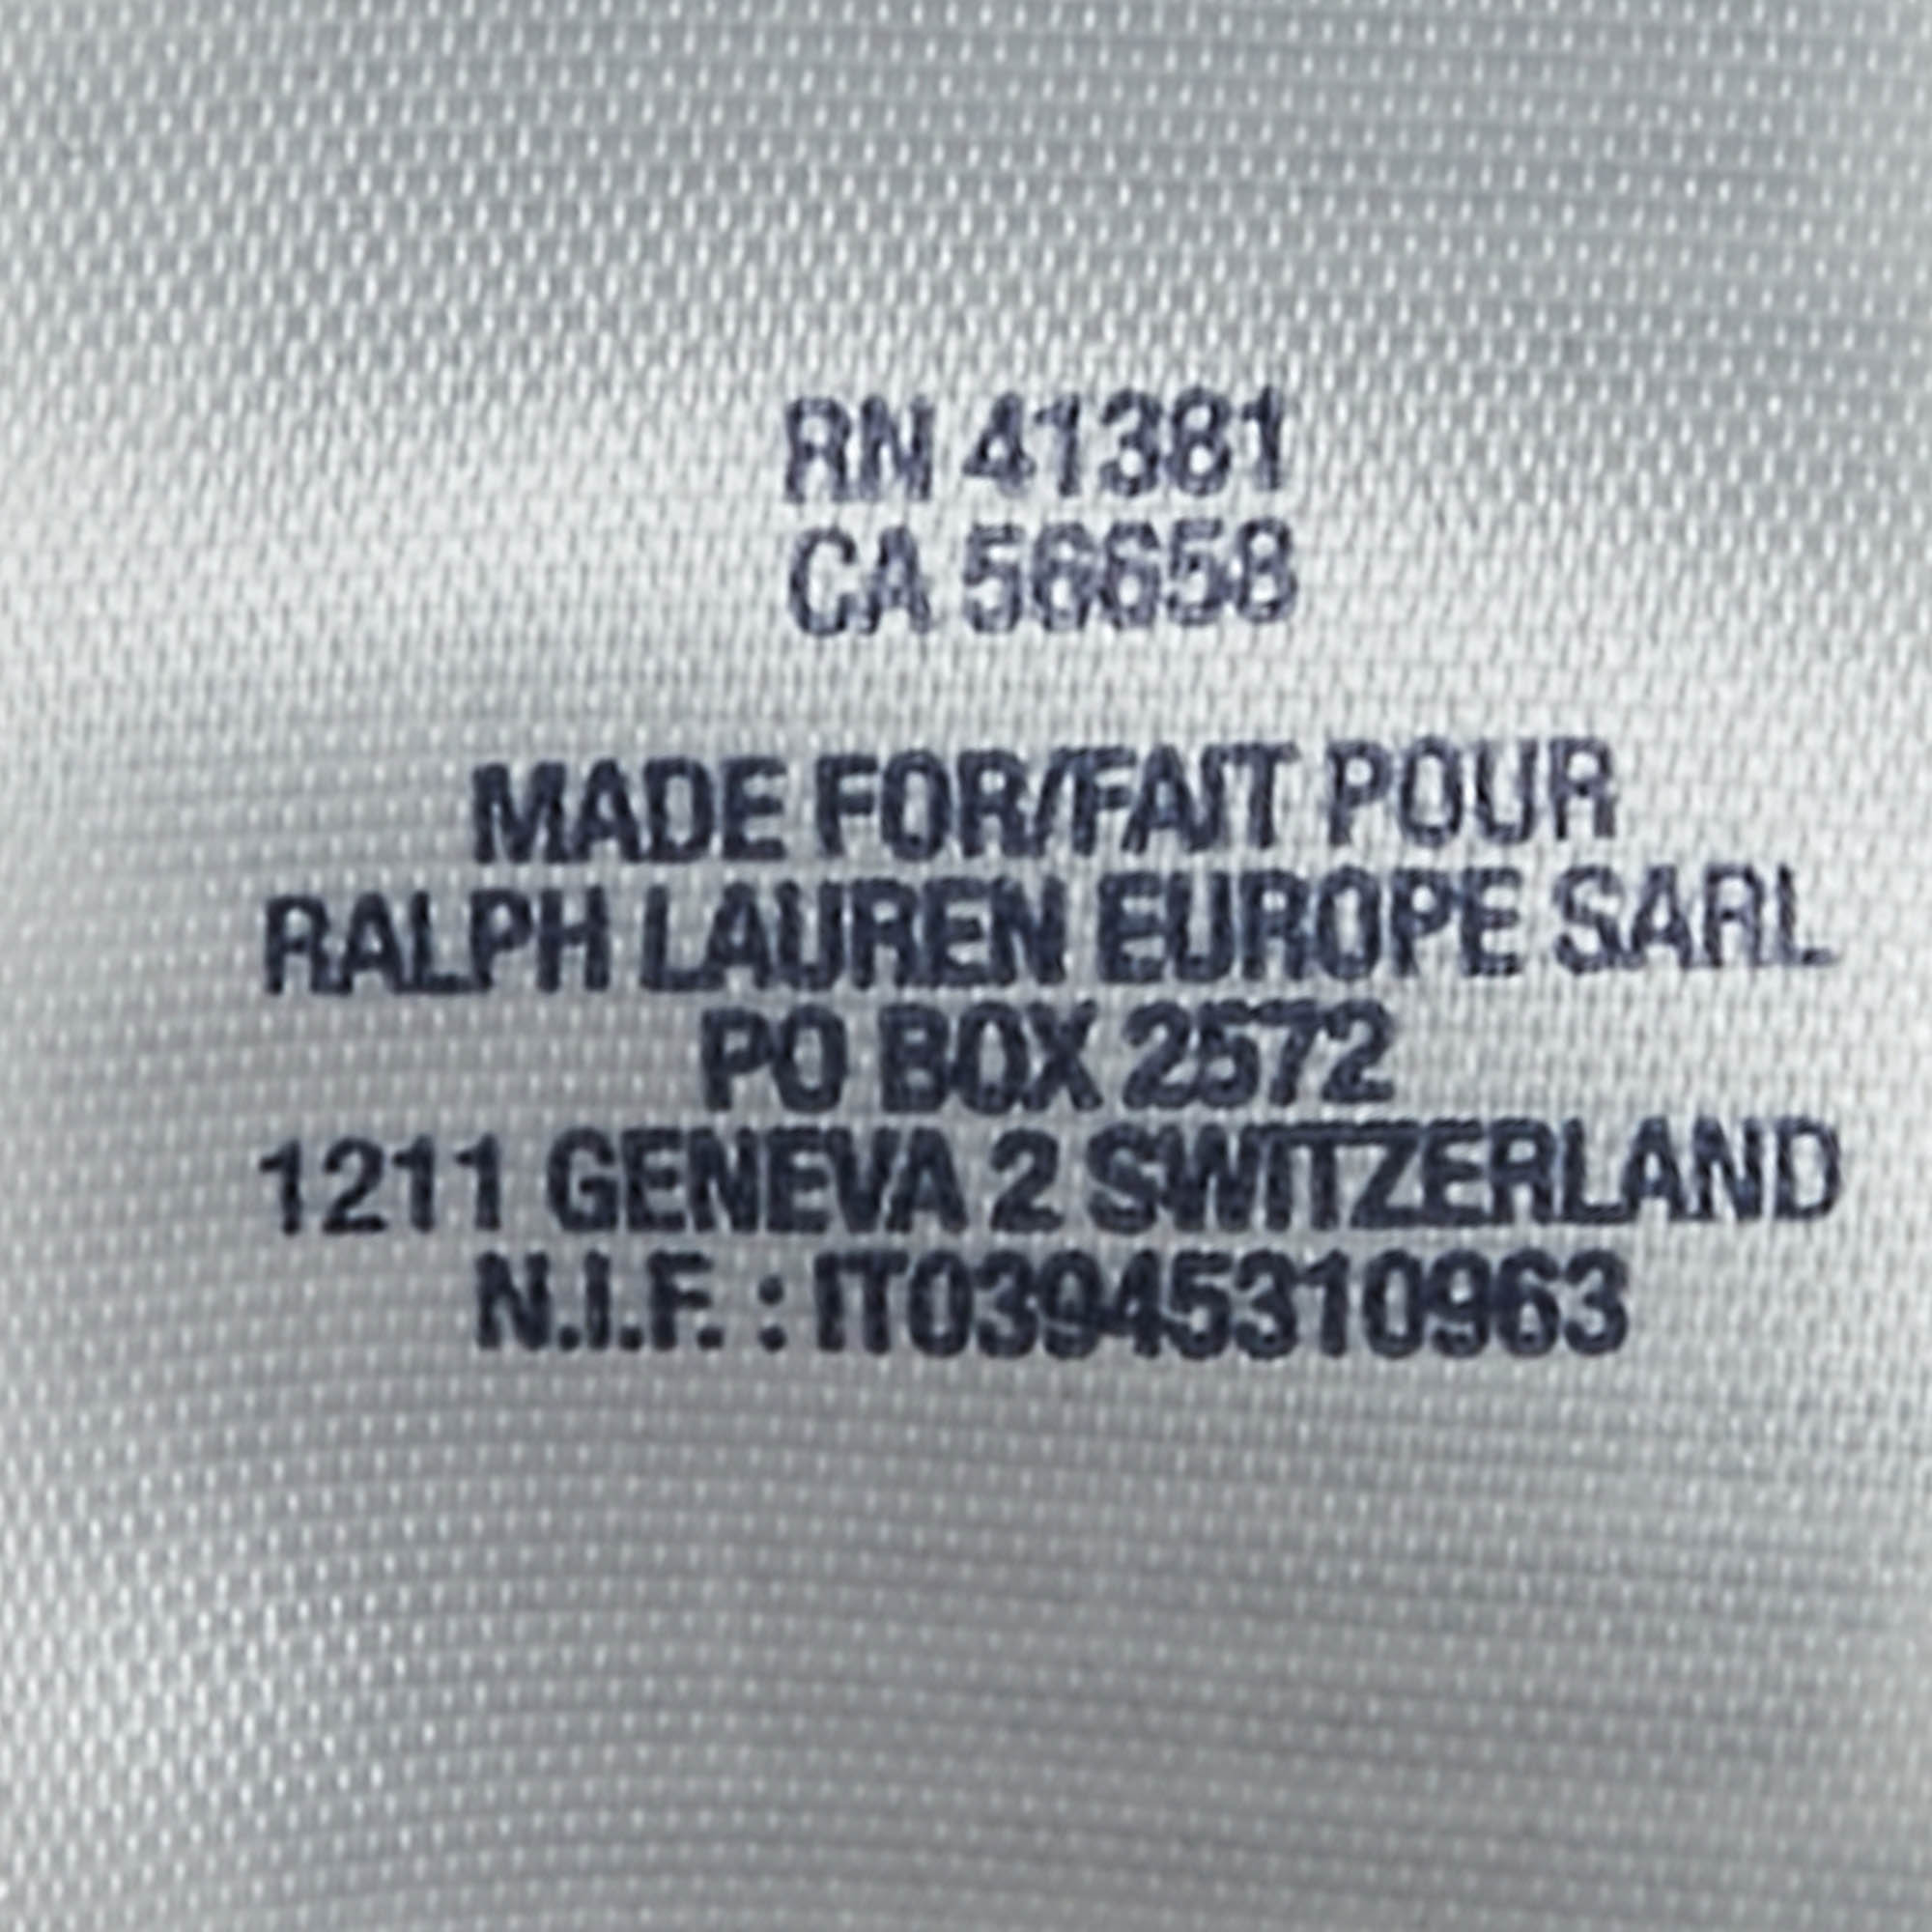 RN 41381
CA 56658
MADE FOR/FAIT POUR
RALPH LAUREN EUROPE SARL
PO BOX 2572
1211 GENEVA 2 SWITZERLAND
N.I.F. : IT03945310963